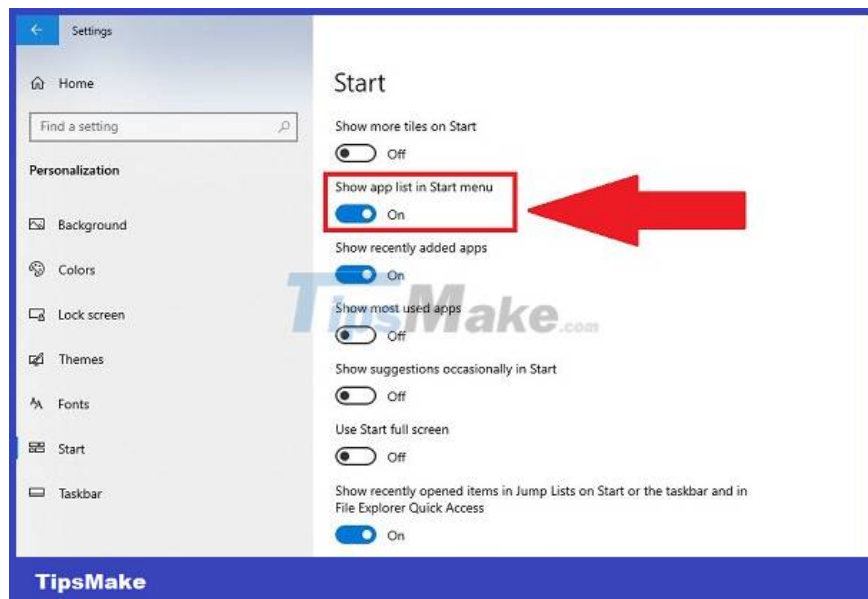 Settings
Home
Find a setting
Personalization
Background
Colors
Lock screen
Themes
Fonts
Start
Taskbar
Start
Show more tiles on Start
Off
Show app list in Start menu
On
Show recently added apps
On
Show most used apps
Off
Show suggestions occasionally in Start
Off
Use Start full screen
Off
Show recently opened items in Jump Lists on Start or the taskbar and in
File Explorer Quick Access
On
TipsMake.com
TipsMake